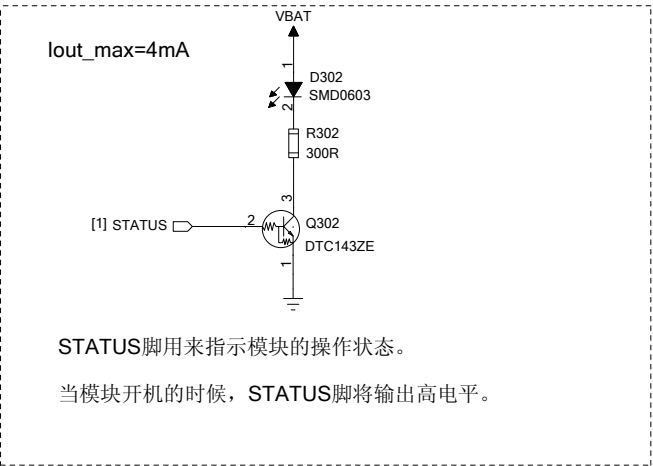 VBAT
Iout_max=4mA
1
D302
SMD0603
2
R302
300R
3
[1] STATUS
2
Q302
DTC143ZE
1
STATUS脚用来指示模块的操作状态。
当模块开机的时候，STATUS脚将输出高电平。